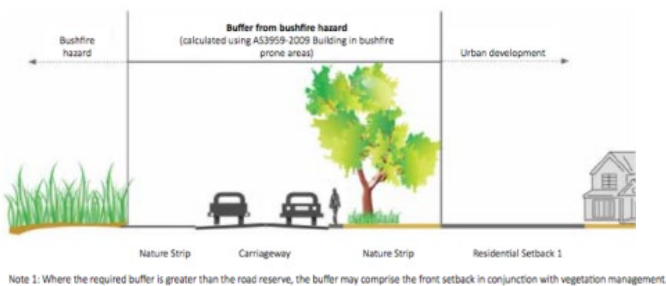 Buffer from bushfire hazard
Bushfire hazard
(calculated using AS3959-2009 Building in bushfire
prone areas)
Urban development
Nature Strip
Carriageway
Nature Strip
Residential Setback 1
Note 1: Where the required buffer is greater than the road reserve, the buffer may comprise the front setback in conjunction with vegetation management